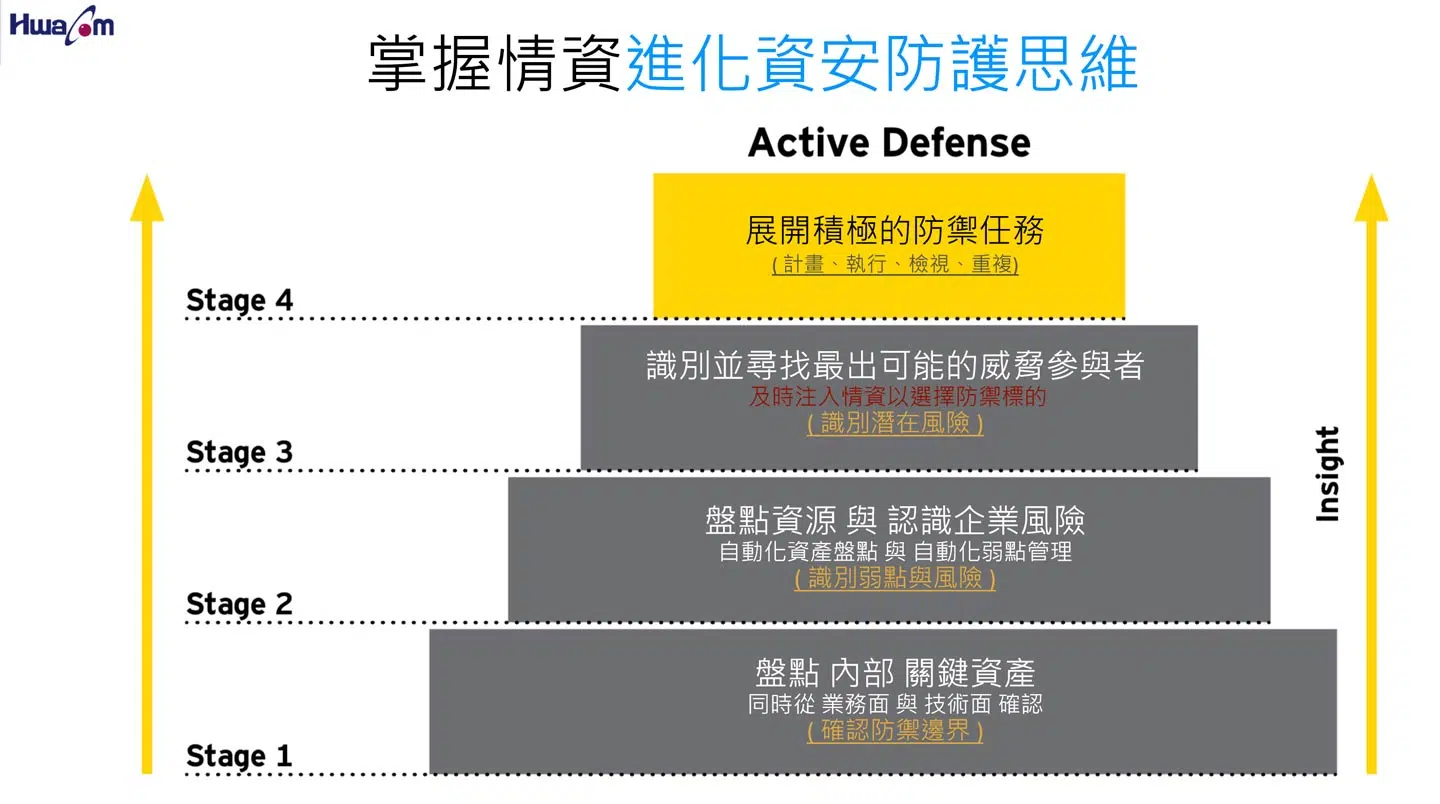 HwaCom
掌握情資進化資安防護思維
Active Defense
展開積極的防禦任務
( 計畫、執行、檢視、重複)
Stage 4
識別並尋找最出可能的威脅參與者
及時注入情資以選擇防禦標的
( 識別潛在風險 )
Stage 3
盤點資源 與 認識企業風險
自動化資產盤點 與 自動化弱點管理
( 識別弱點與風險 )
Stage 2
盤點 內部 關鍵資產
同時從 業務面 與 技術面 確認
( 確認防禦邊界 )
Stage 1
Insight